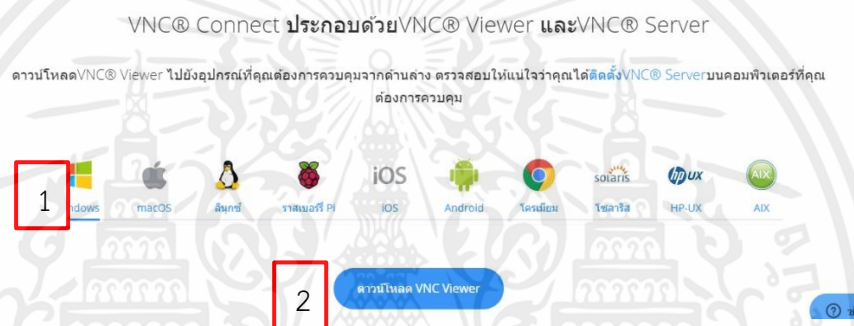 VNC® Connect ประกอบด้วยVNC® Viewer และVNC® Server
ดาวน์โหลดVNC® Viewer ไปยังอุปกรณ์ที่คุณต้องการควบคุมจากด้านล่าง ตรวจสอบให้แน่ใจว่าคุณได้ติดตั้งVNC® Serverบนคอมพิวเตอร์ที่คุณ
ต้องการควบคุม
iOS solaris hp ux AIX
1 ndows macOS ลินุกซ์ ราสเบอร์รี่ Pi iOS Android โครเมียม โซลาริส HP-UX AIX
2 ดาวน์โหลด VNC Viewer